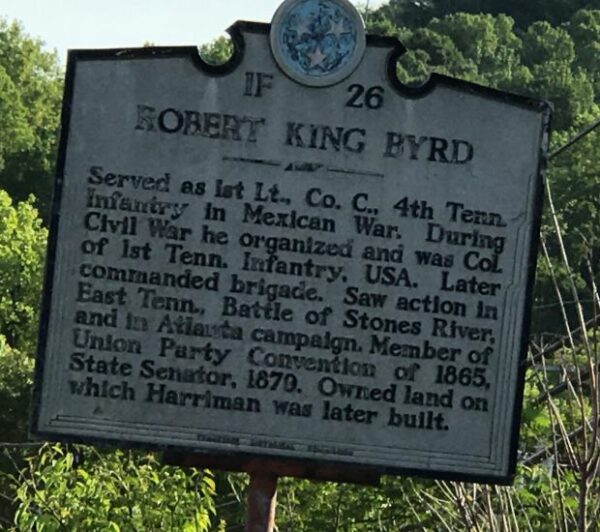 1F 26
ROBERT KING BYRD
Served as 1st Lt., Co. C., 4th Tenn.
Infantry in Mexican War. During
Civil War he organized and was Col.
of 1st Tenn. Infantry, USA. Later
commanded brigade. Saw action in
East Tenn., Battle of Stones River,
and in Atlanta campaign. Member of
Union Party Convention of 1865,
State Senator, 1879. Owned land on
which Harriman was later built.